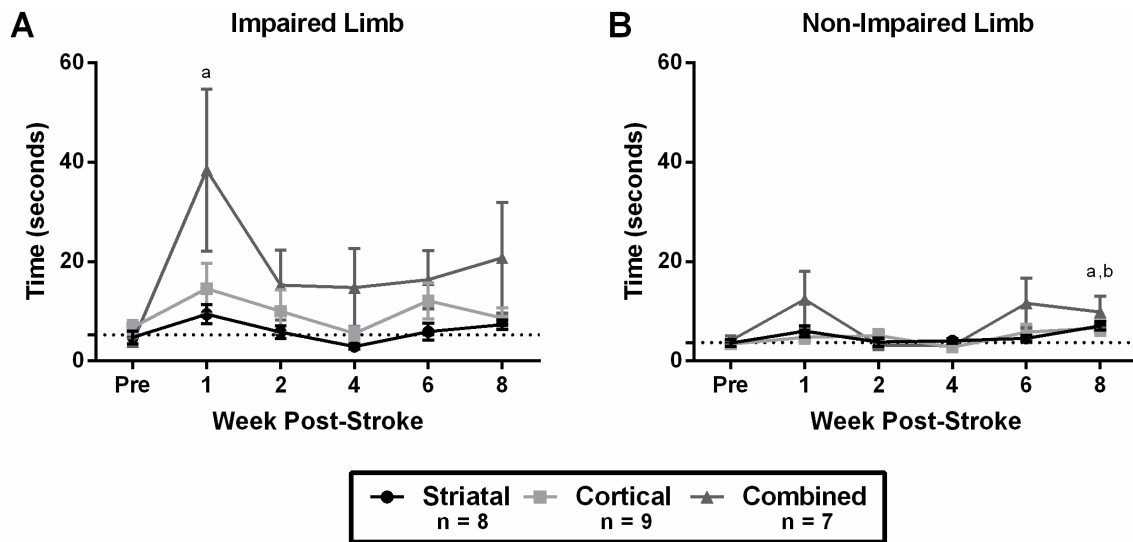 A
Impaired Limb
Time (seconds)
60
40
20
0
a
Pre 1 2 4 6 8
Week Post-Stroke
B
Non-Impaired Limb
Time (seconds)
60
40
20
0
a,b
Pre 1 2 4 6 8
Week Post-Stroke
Striatal Cortical Combined
n = 8 n = 9 n = 7